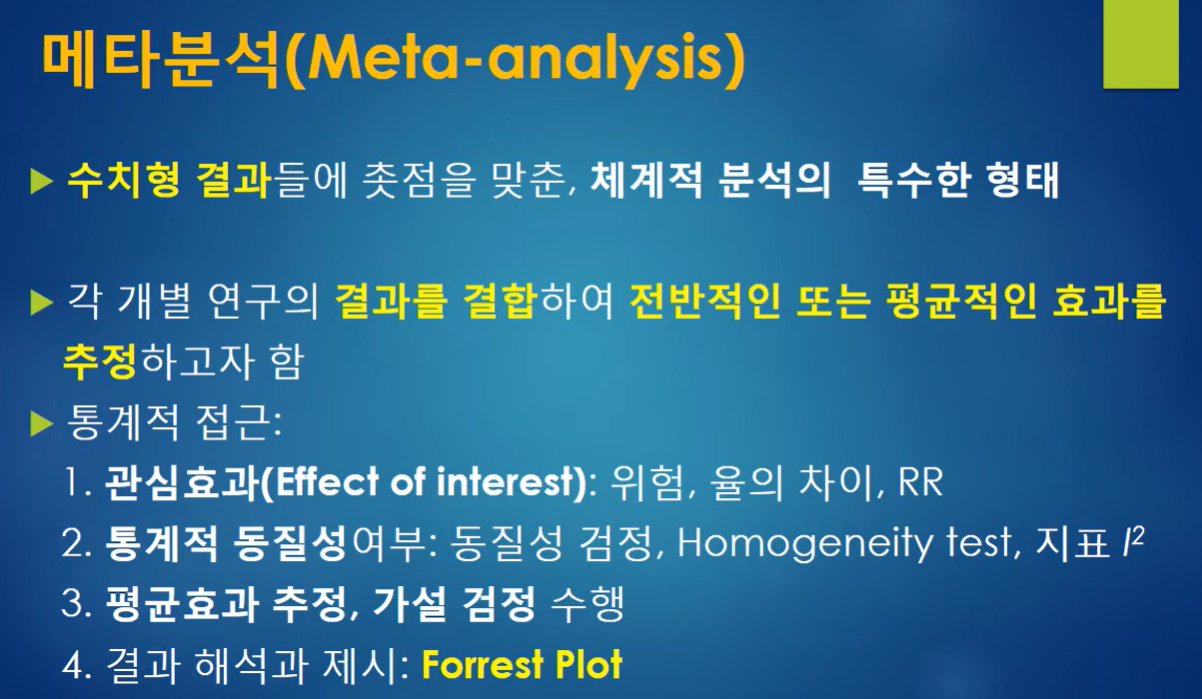 메타분석(Meta-analysis)
수치형 결과들에 촛점을 맞춘, 체계적 분석의 특수한 형태
각 개별 연구의 결과를 결합하여 전반적인 또는 평균적인 효과를
추정하고자 함
통계적 접근:
1. 관심효과(Effect of interest): 위험, 율의 차이, RR
2. 통계적 동질성여부: 동질성 검정, Homogeneity test, 지표 I²
3. 평균효과 추정, 가설 검정 수행
4. 결과 해석과 제시: Forrest Plot